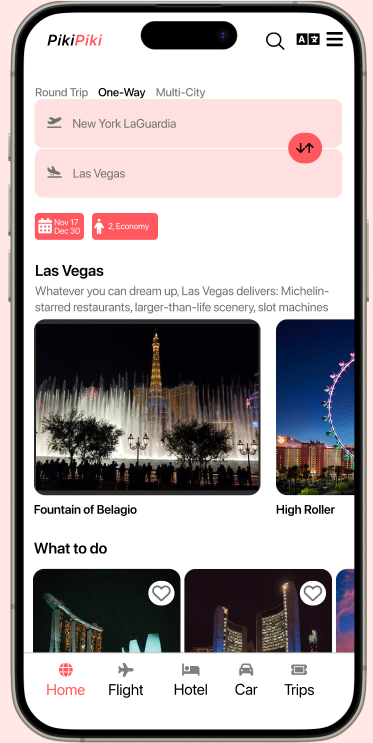 PikiPiki
A
Round Trip One-Way Multi-City
New York LaGuardia
Las Vegas
Nov 17
Dec 30
2, Economy
Las Vegas
Whatever you can dream up, Las Vegas delivers: Michelin-
starred restaurants, larger-than-life scenery, slot machines
Fountain of Belagio
High Roller
What to do
Home Flight Hotel Car Trips